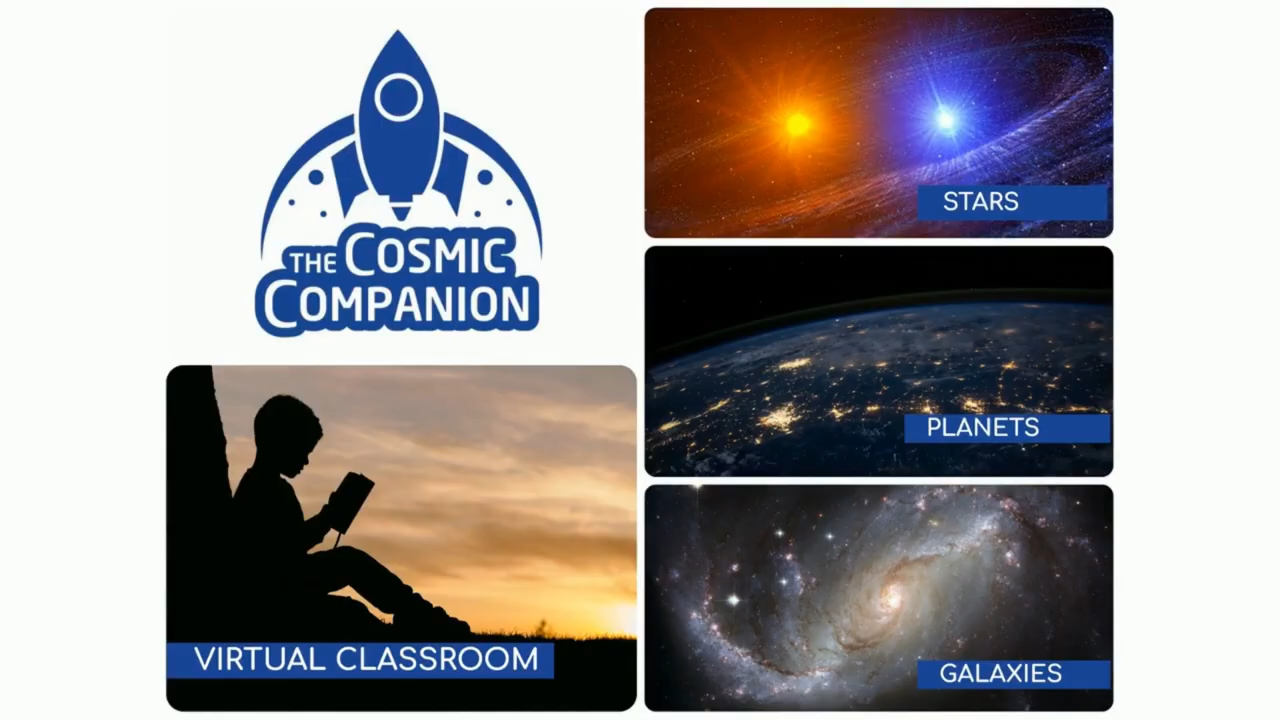 THE COSMIC
COMPANION
VIRTUAL CLASSROOM
STARS
PLANETS
GALAXIES